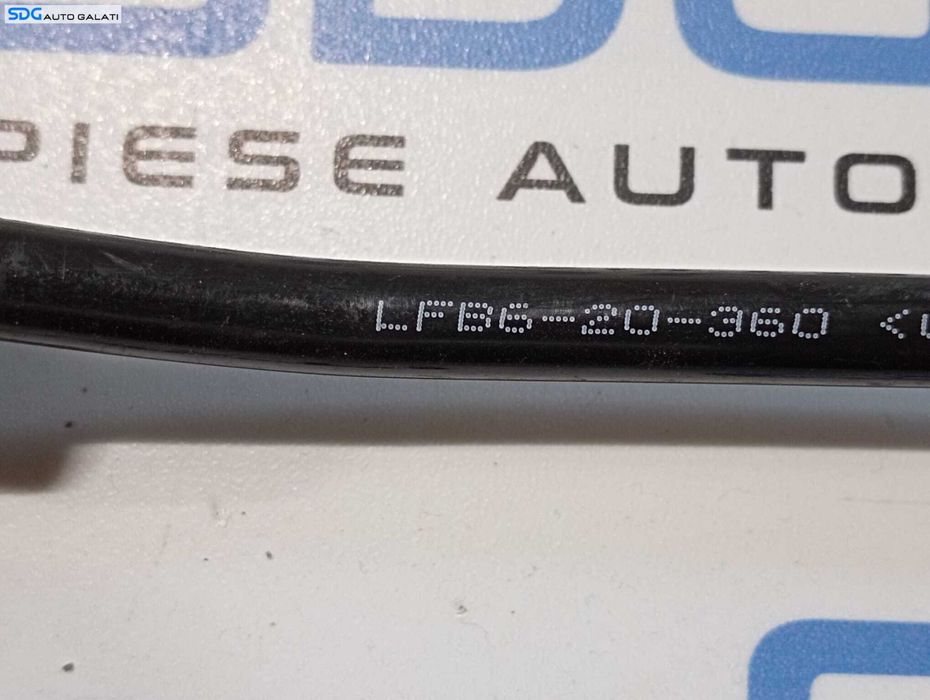 SDG AUTO GALATI
PIESE AUTO
LFB6-20-360 <